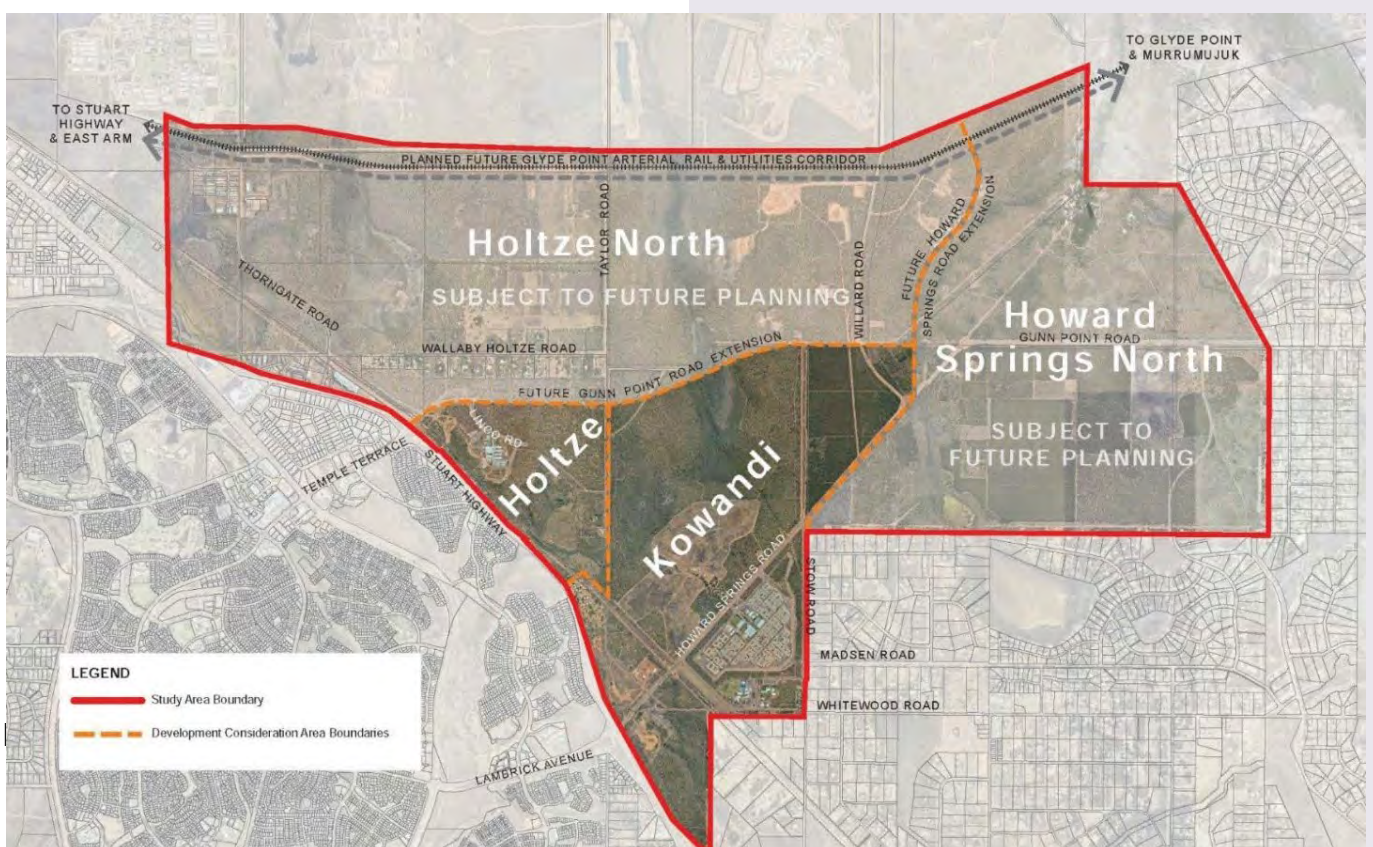 TO GLYDE POINT
& MURRUMUJUK
TO STUART
HIGHWAY
& EAST ARM
PLANNED FUTURE GLYDE POINT ARTERIAL, RAIL & UTILITIES CORRIDOR
TAYLOR ROAD
Holtze North
SUBJECT TO FUTURE PLANNING
THORNGATE ROAD
WILLARD ROAD
FUTURE HOWARD
SPRINGS ROAD EXTENSION
Howard
GUNN POINT ROAD
Springs North
SUBJECT TO
FUTURE PLANNING
WALLABY HOLTZE ROAD
FUTURE GUNN POINT ROAD EXTENSION
TEMPLE TERRACE
STUART HIGHWAY
Holtze
Kowandi
HOWARD SPRINGS ROAD
STOW ROAD
MADSEN ROAD
WHITEWOOD ROAD
LAMBRICK AVENUE
LEGEND
Study Area Boundary
Development Consideration Area Boundaries